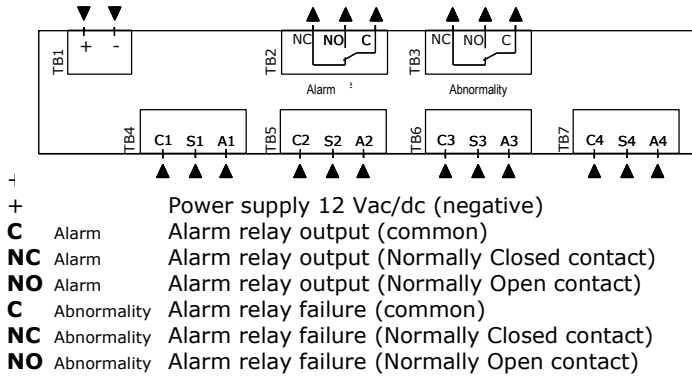 + -
NC NO C
NC NO C
TB1
TB2
TB3
Alarm
Abnormality
TB4
C1 S1 A1
TB5
C2 S2 A2
TB6
C3 S3 A3
TB7
C4 S4 A4
+ Power supply 12 Vac/dc (negative)
C Alarm Alarm relay output (common)
NC Alarm Alarm relay output (Normally Closed contact)
NO Alarm Alarm relay output (Normally Open contact)
C Abnormality Alarm relay failure (common)
NC Abnormality Alarm relay failure (Normally Closed contact)
NO Abnormality Alarm relay failure (Normally Open contact)